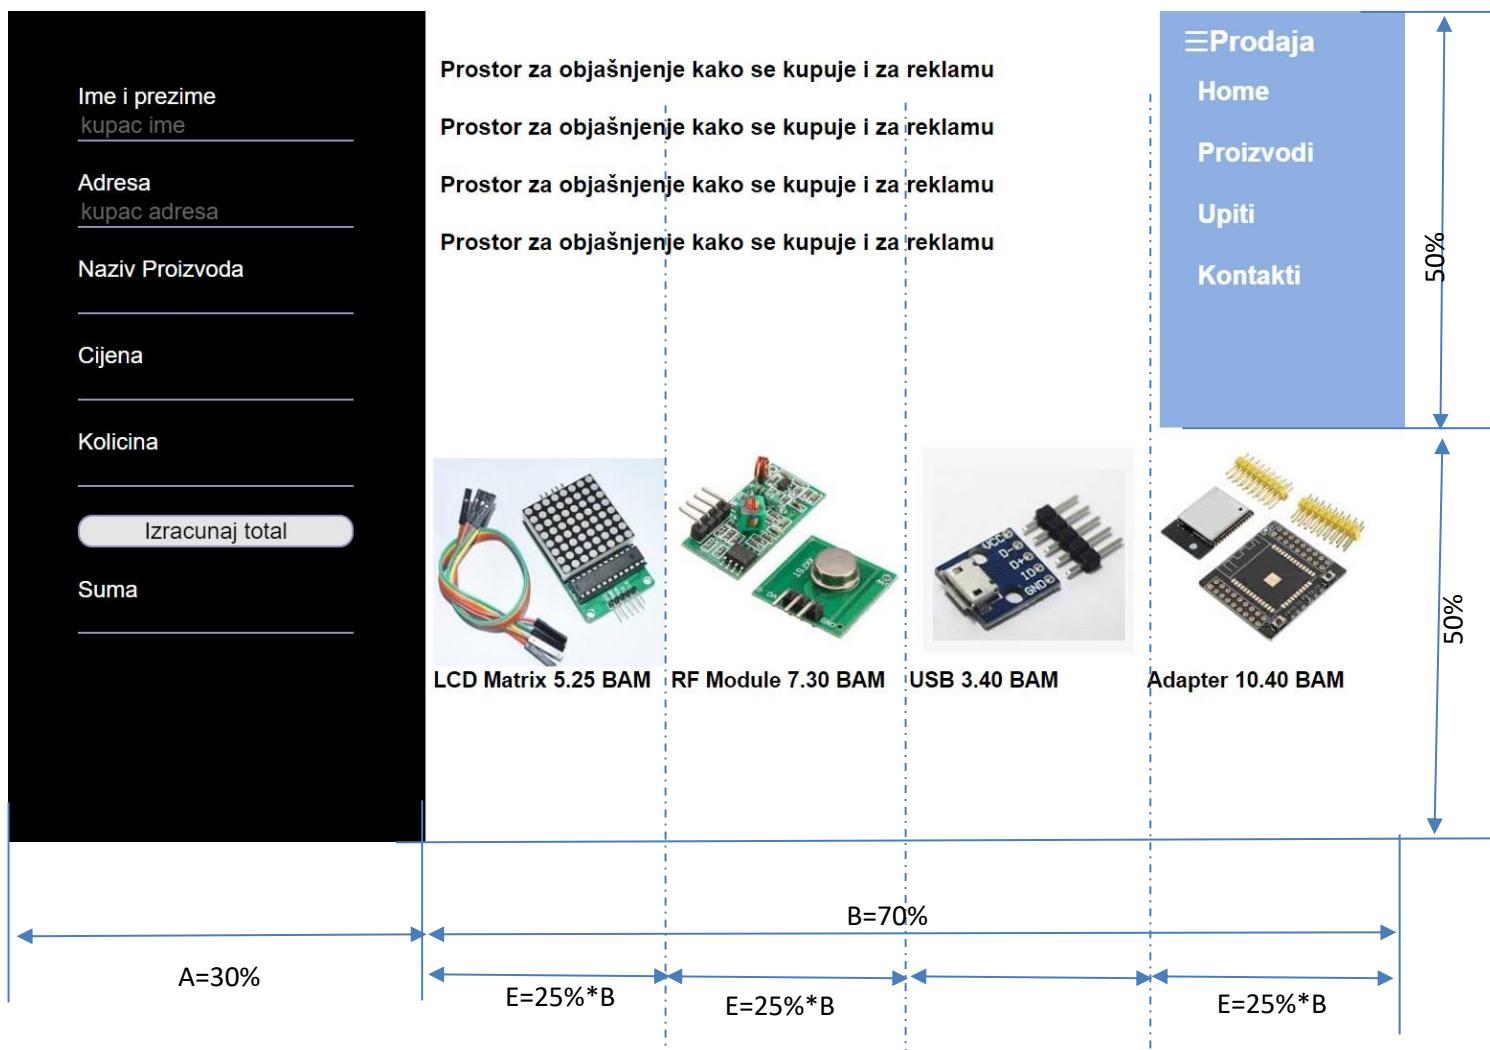 Ime i prezime
kupac ime
Adresa
kupac adresa
Naziv Proizvoda
Cijena
Kolicina
Izracunaj total
Suma
Prostor za objašnjenje kako se kupuje i za reklamu
Prostor za objašnjenje kako se kupuje i za reklamu
Prostor za objašnjenje kako se kupuje i za reklamu
Prostor za objašnjenje kako se kupuje i za reklamu
☰Prodaja
Home
Proizvodi
Upiti
Kontakti
50%
VCC
D-
D+
ID
GND
LCD Matrix 5.25 BAM
RF Module 7.30 BAM
USB 3.40 BAM
Adapter 10.40 BAM
50%
B=70%
A=30%
E=25%*B
E=25%*B
E=25%*B